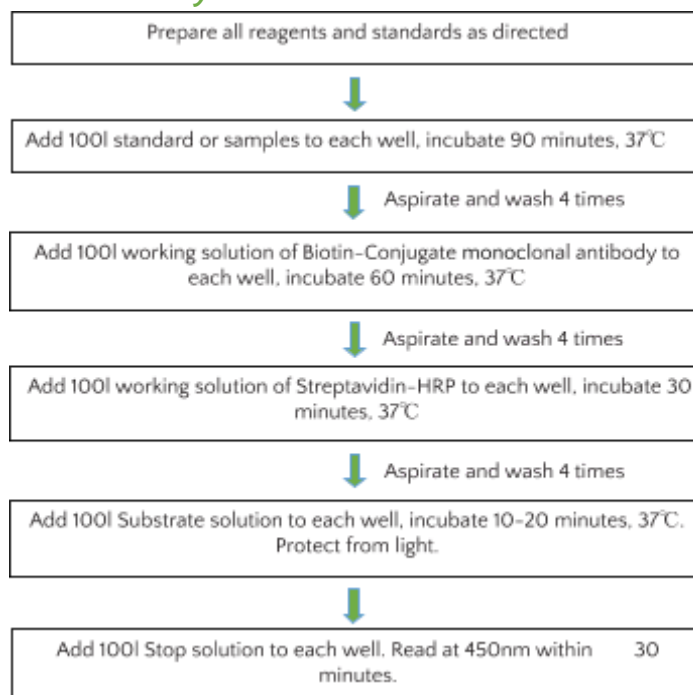 Prepare all reagents and standards as directed
Add 100l standard or samples to each well, incubate 90 minutes, 37℃
Aspirate and wash 4 times
Add 100l working solution of Biotin-Conjugate monoclonal antibody to
each well, incubate 60 minutes, 37℃
Aspirate and wash 4 times
Add 100l working solution of Streptavidin-HRP to each well, incubate 30
minutes, 37℃
Aspirate and wash 4 times
Add 100l Substrate solution to each well, incubate 10-20 minutes, 37℃.
Protect from light.
Add 100l Stop solution to each well. Read at 450nm within 30
minutes.